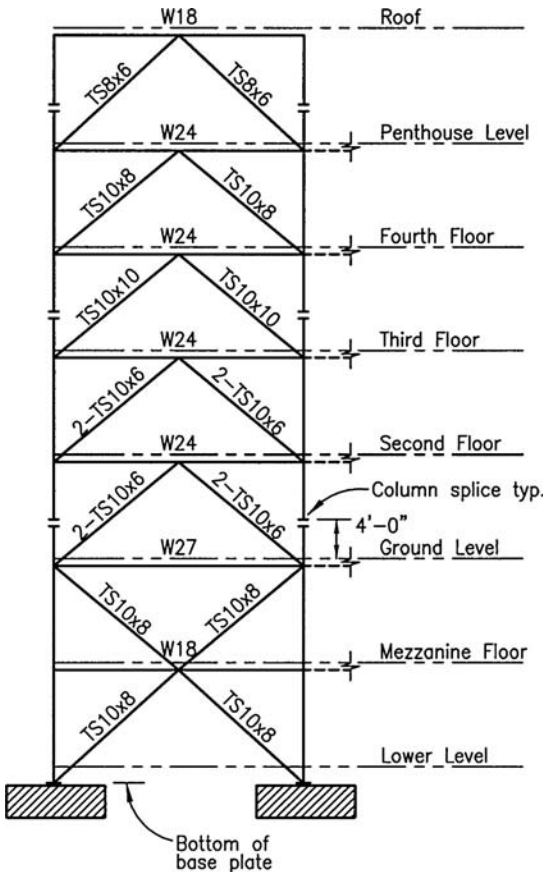 W18
Roof
TS8x6
TS8x6
W24
Penthouse Level
TS10x8
TS10x8
W24
Fourth Floor
TS10x10
TS10x10
W24
Third Floor
2-TS10x6
2-TS10x6
W24
Second Floor
2-TS10x6
2-TS10x6
Column splice typ.
4'-0"
W27
Ground Level
TS10x8
TS10x8
W18
Mezzanine Floor
TS10x8
TS10x8
Lower Level
Bottom of
base plate